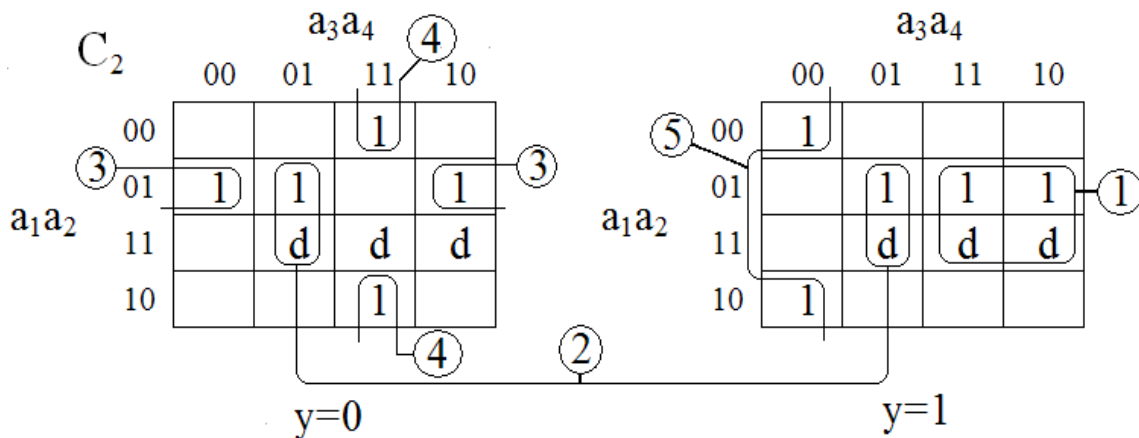 C₂ a₃a₄ ④ a₃a₄
00 01 11 10 00 01 11 10
00 1 ⑤ 00 1
③ 01 1 1 1 ③ 01 1 1 1 ①
a₁a₂ 11 d d d a₁a₂ 11 d d d
10 1 10 1
④ ②
y=0 y=1